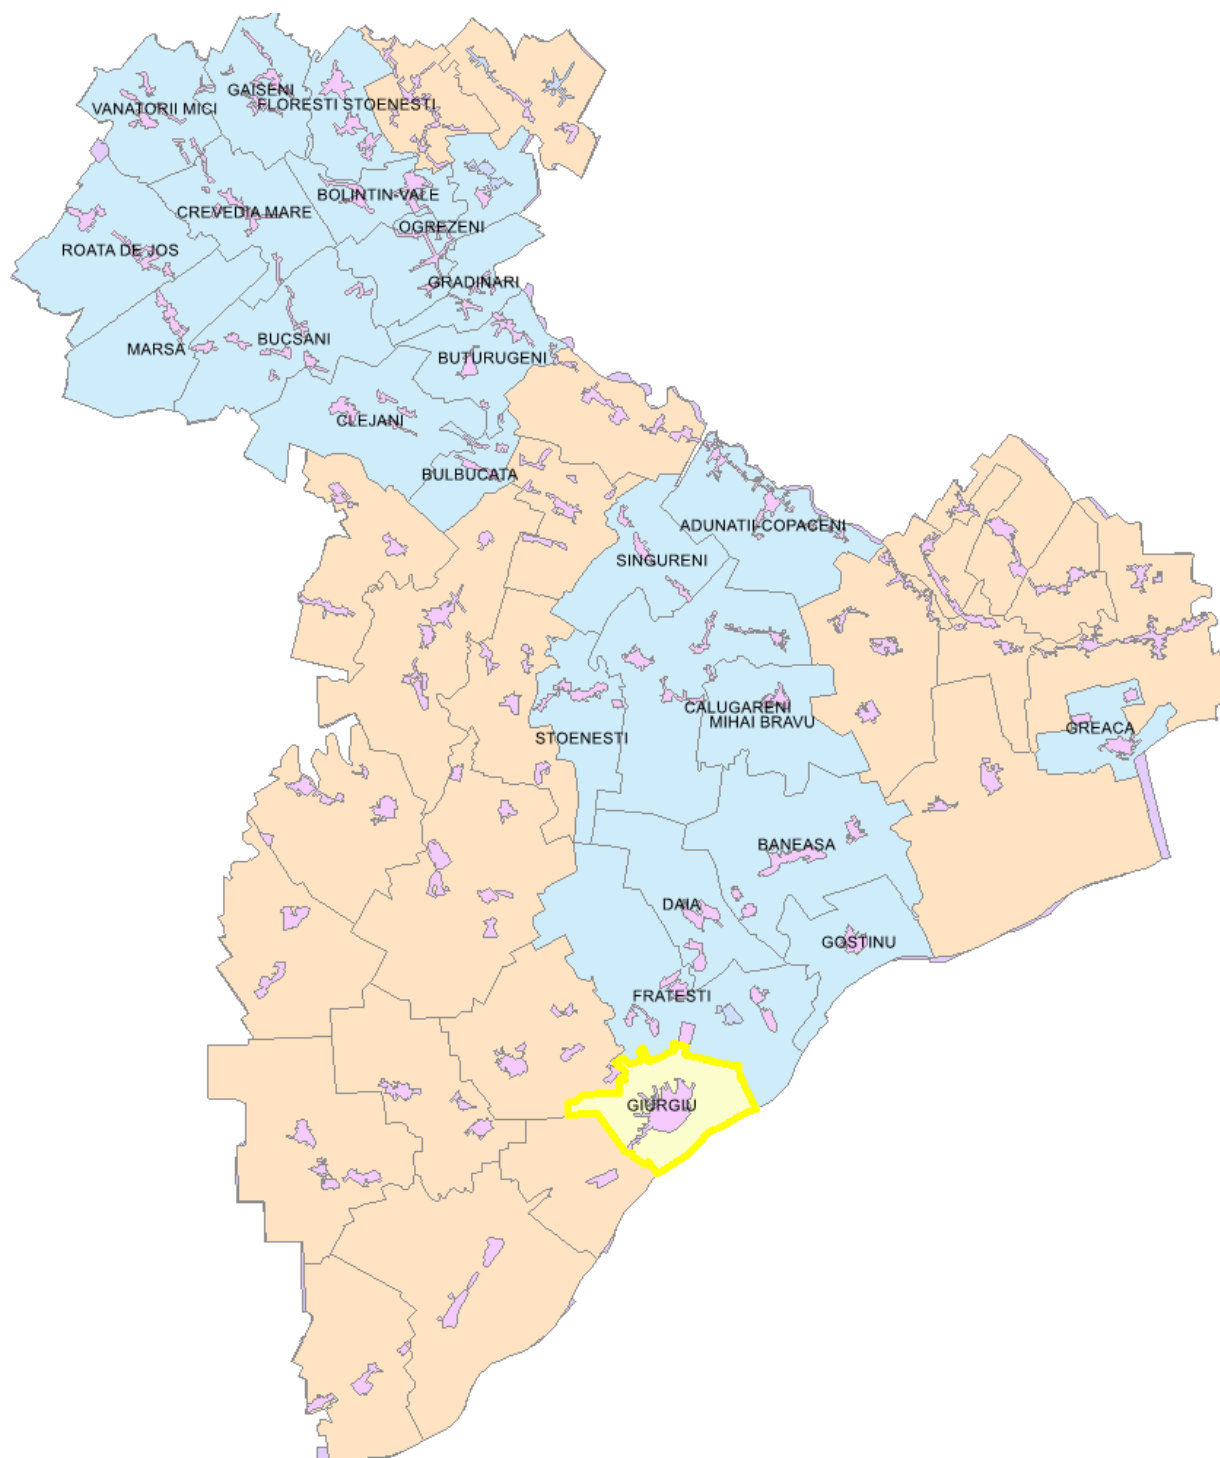 GAISENI
VANATORII MICI
FLORESTI STOENESTI
BOLINTIN-VALE
CREVEDIA MARE
OGREZENI
ROATA DE JOS
GRADINARI
BUCSANI
MARSA
BUTURUGENI
CLEJANI
BULBUCATA
ADUNATII-COPACENI
SINGURENI
CALUGARENI
MIHAI BRAVU
GREACA
STOENESTI
BANEASA
DAIA
GOSTINU
FRATESTI
GIURGIU